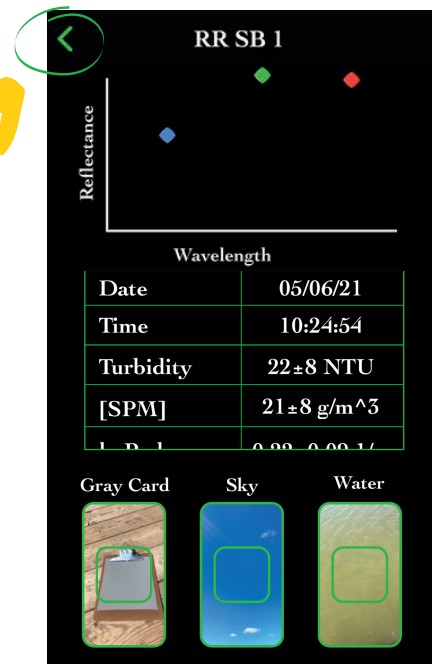 RR SB 1
Reflectance
Wavelength
Date 05/06/21
Time 10:24:54
Turbidity 22±8 NTU
[SPM] 21±8 g/m^3
Gray Card Sky Water